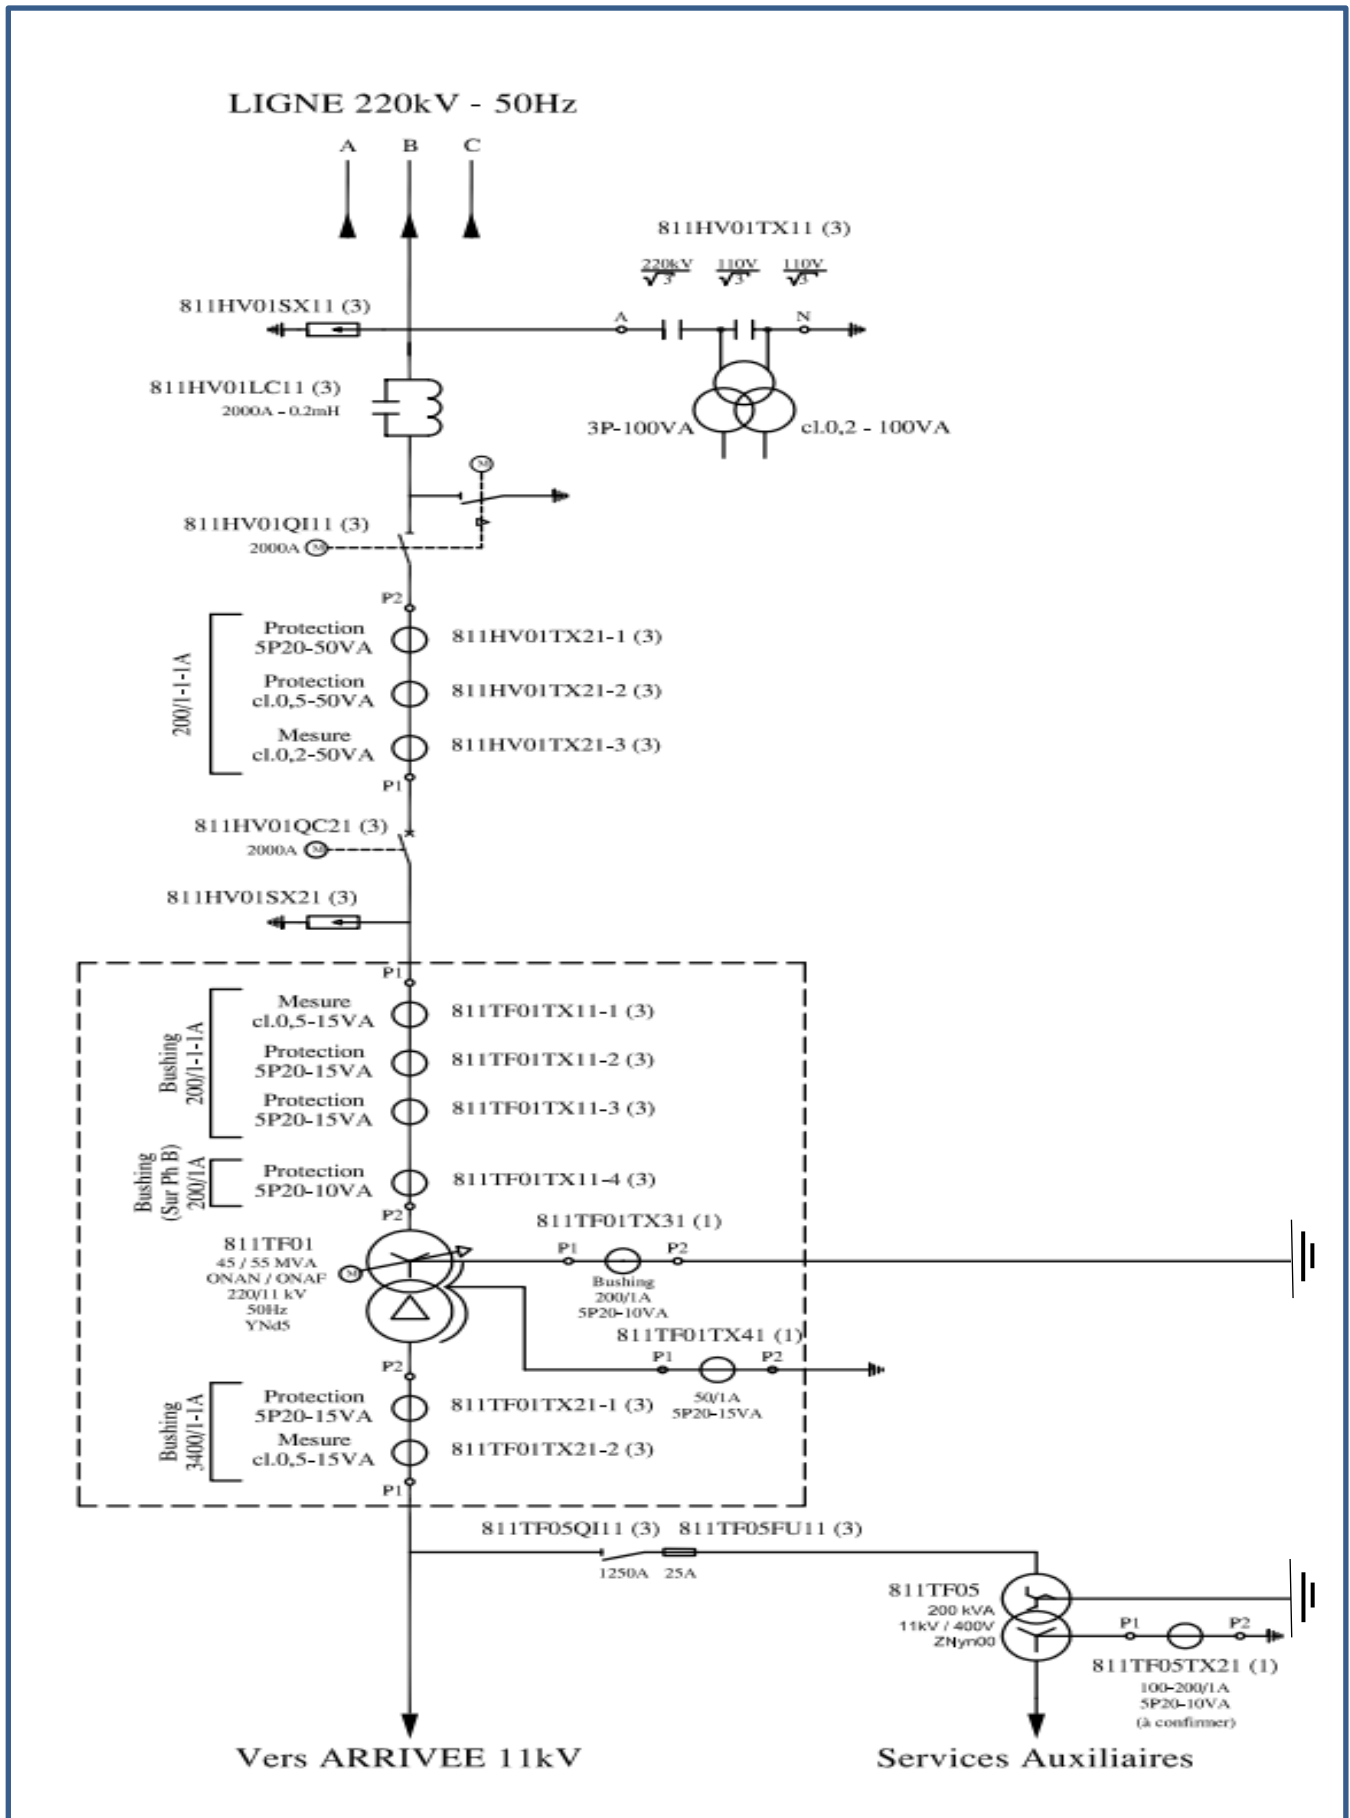 LIGNE 220kV - 50Hz
A B C
811HV01TX11 (3)
220kV 110V 110V
√3 √3 √3
811HV01SX11 (3)
A N
811HV01LC11 (3)
2000A - 0.2mH
3P-100VA cl.0,2 - 100VA
M
811HV01QI11 (3)
2000A M
P2
200/1-1-1A
Protection
5P20-50VA
811HV01TX21-1 (3)
Protection
cl.0,5-50VA
811HV01TX21-2 (3)
Mesure
cl.0,2-50VA
811HV01TX21-3 (3)
P1
811HV01QC21 (3)
2000A M
811HV01SX21 (3)
P1
Bushing
200/1-1-1A
Mesure
cl.0,5-15VA
811TF01TX11-1 (3)
Protection
5P20-15VA
811TF01TX11-2 (3)
Protection
5P20-15VA
811TF01TX11-3 (3)
Bushing
(Sur Ph B)
200/1A
Protection
5P20-10VA
811TF01TX11-4 (3)
P2
811TF01TX31 (1)
P1 P2
Bushing
200/1A
5P20-10VA
811TF01
45 / 55 MVA
ONAN / ONAF
220/11 kV
50Hz
YNd5
M
811TF01TX41 (1)
P1 P2
50/1A
5P20-15VA
P2
Bushing
3400/1-1A
Protection
5P20-15VA
811TF01TX21-1 (3)
Mesure
cl.0,5-15VA
811TF01TX21-2 (3)
P1
811TF05QI11 (3) 811TF05FU11 (3)
1250A 25A
811TF05
200 kVA
11kV / 400V
ZNyn00
P1 P2
811TF05TX21 (1)
100-200/1A
5P20-10VA
(à confirmer)
Vers ARRIVEE 11kV
Services Auxiliaires